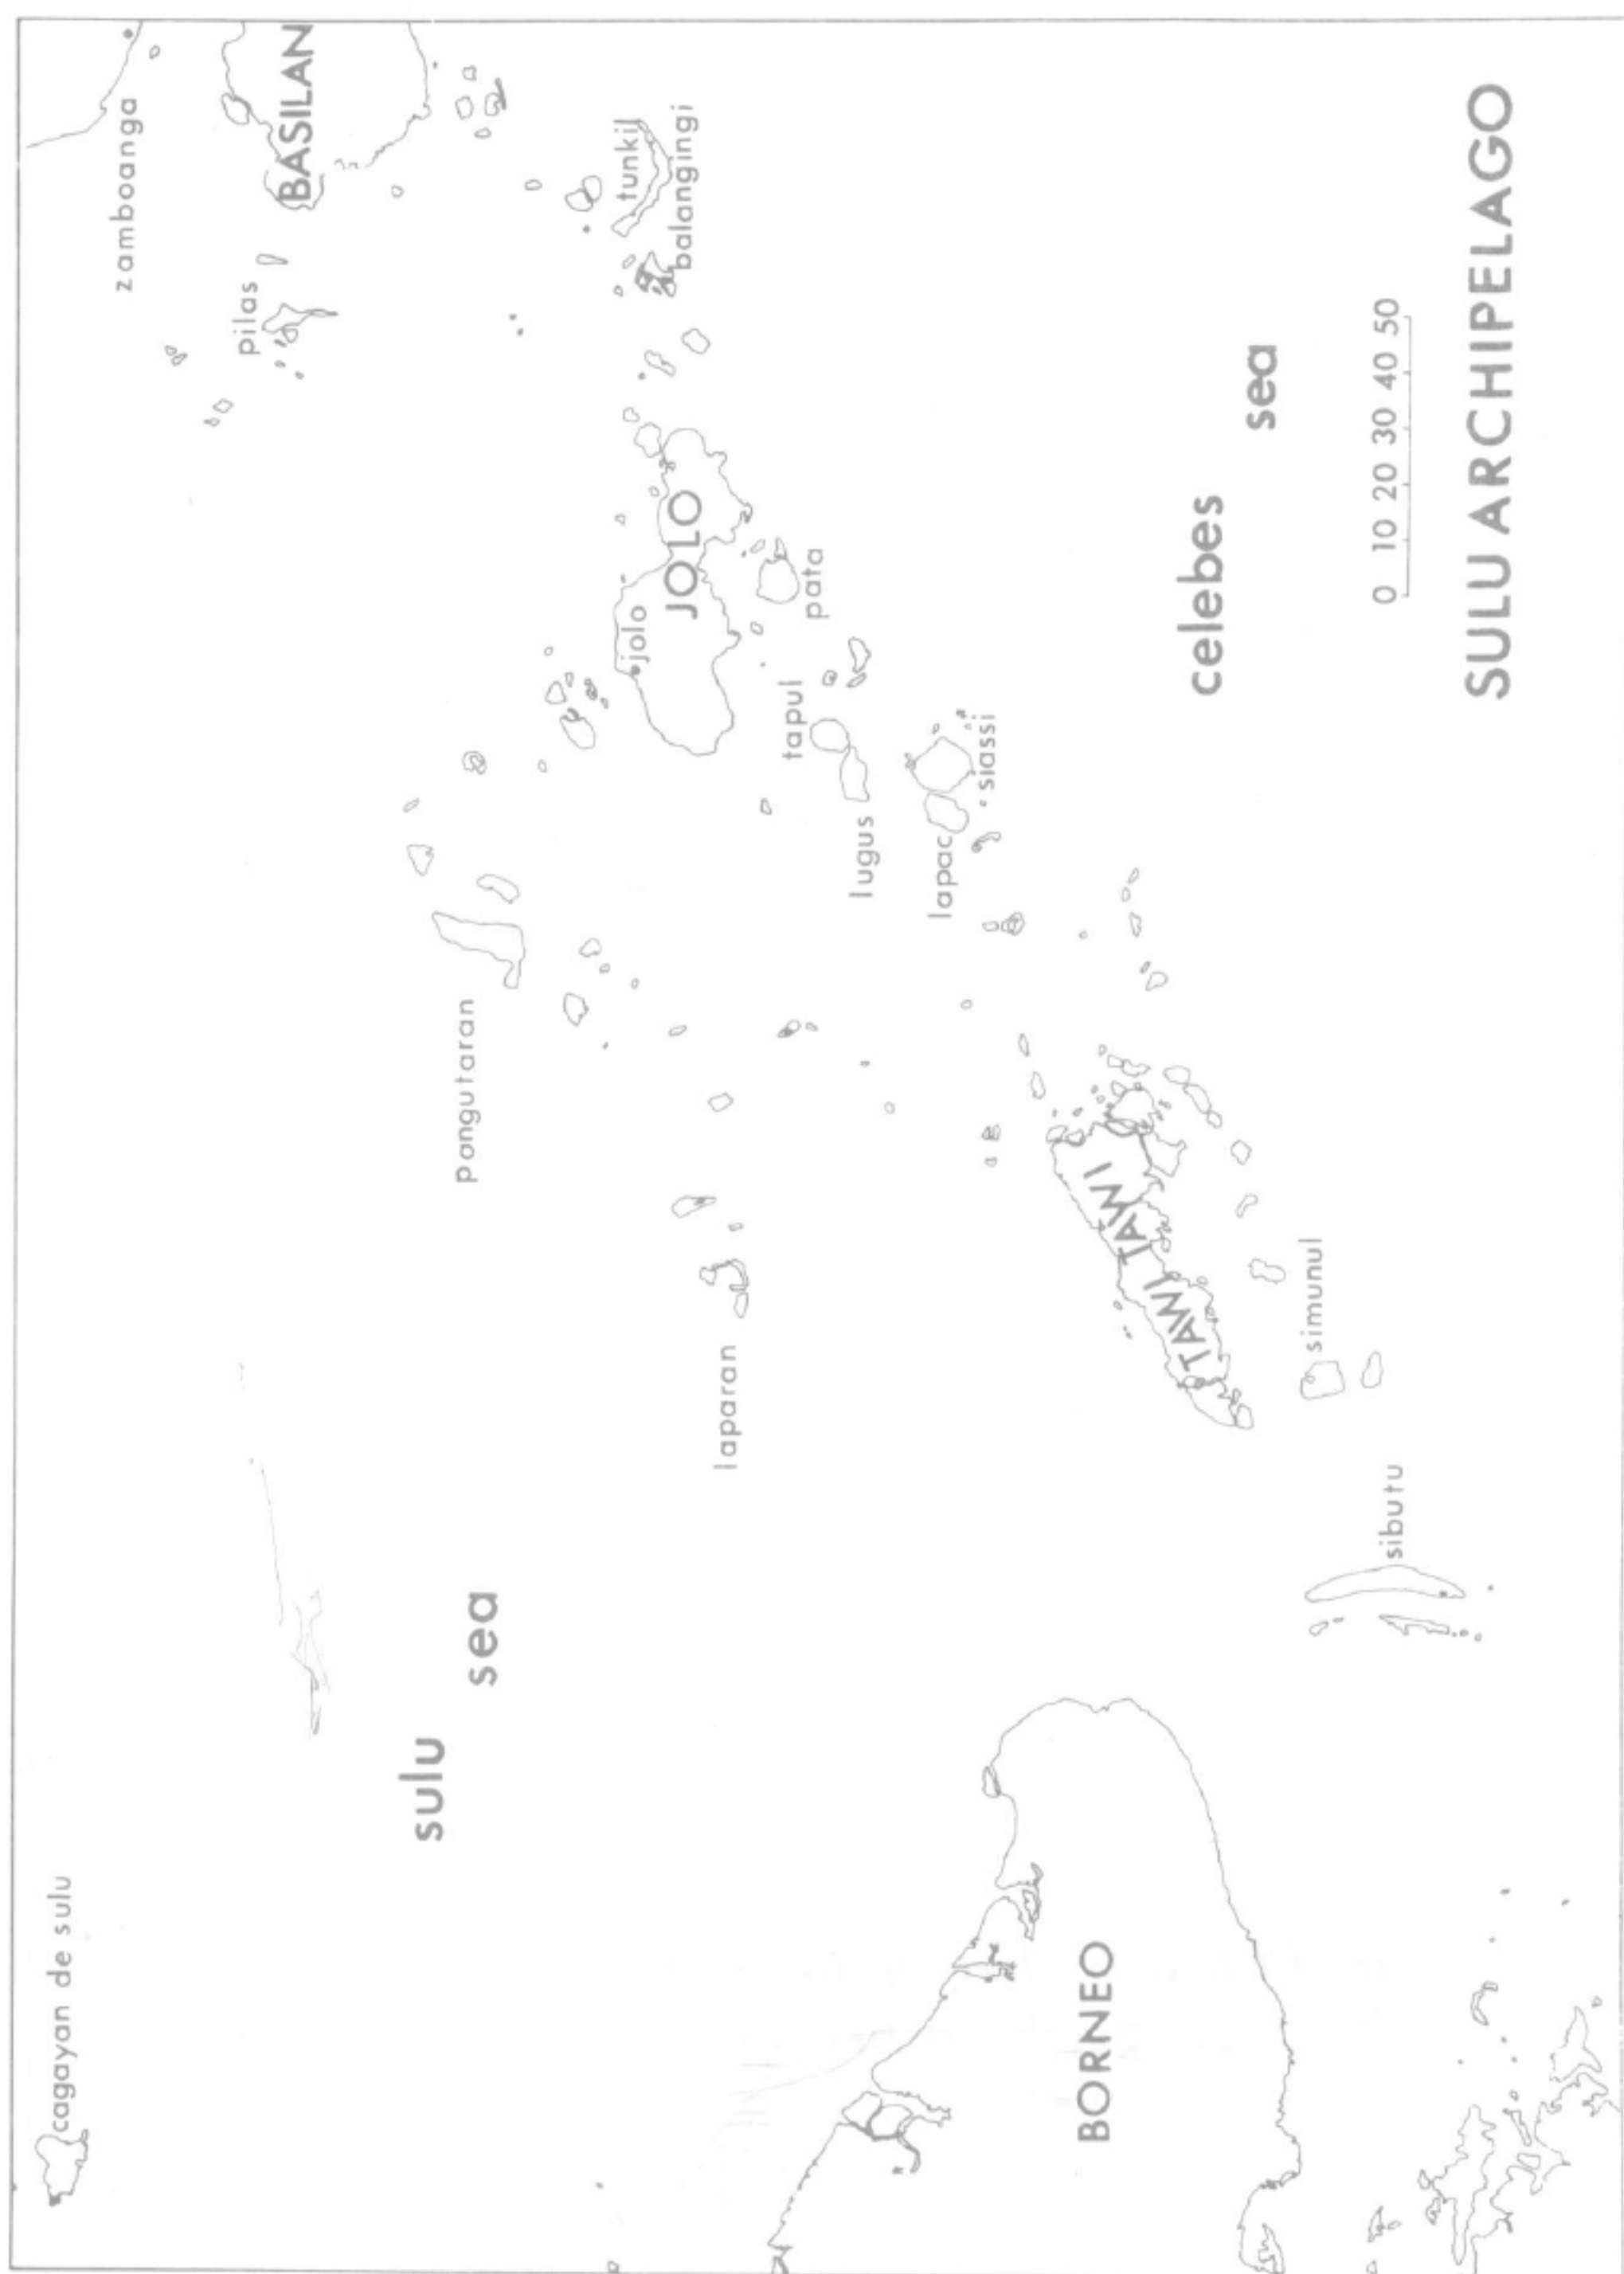 cagayan de sulu
zamboanga
pilas
BASILAN
sulu
sea
pangutaran
tunkil
balangingi
jolo
JOLO
laparan
pata
tapul
lugus
lapac
siassi
BORNEO
TAWI TAWI
celebes
sea
simunul
sibutu
0 10 20 30 40 50
SULU ARCHIPELAGO